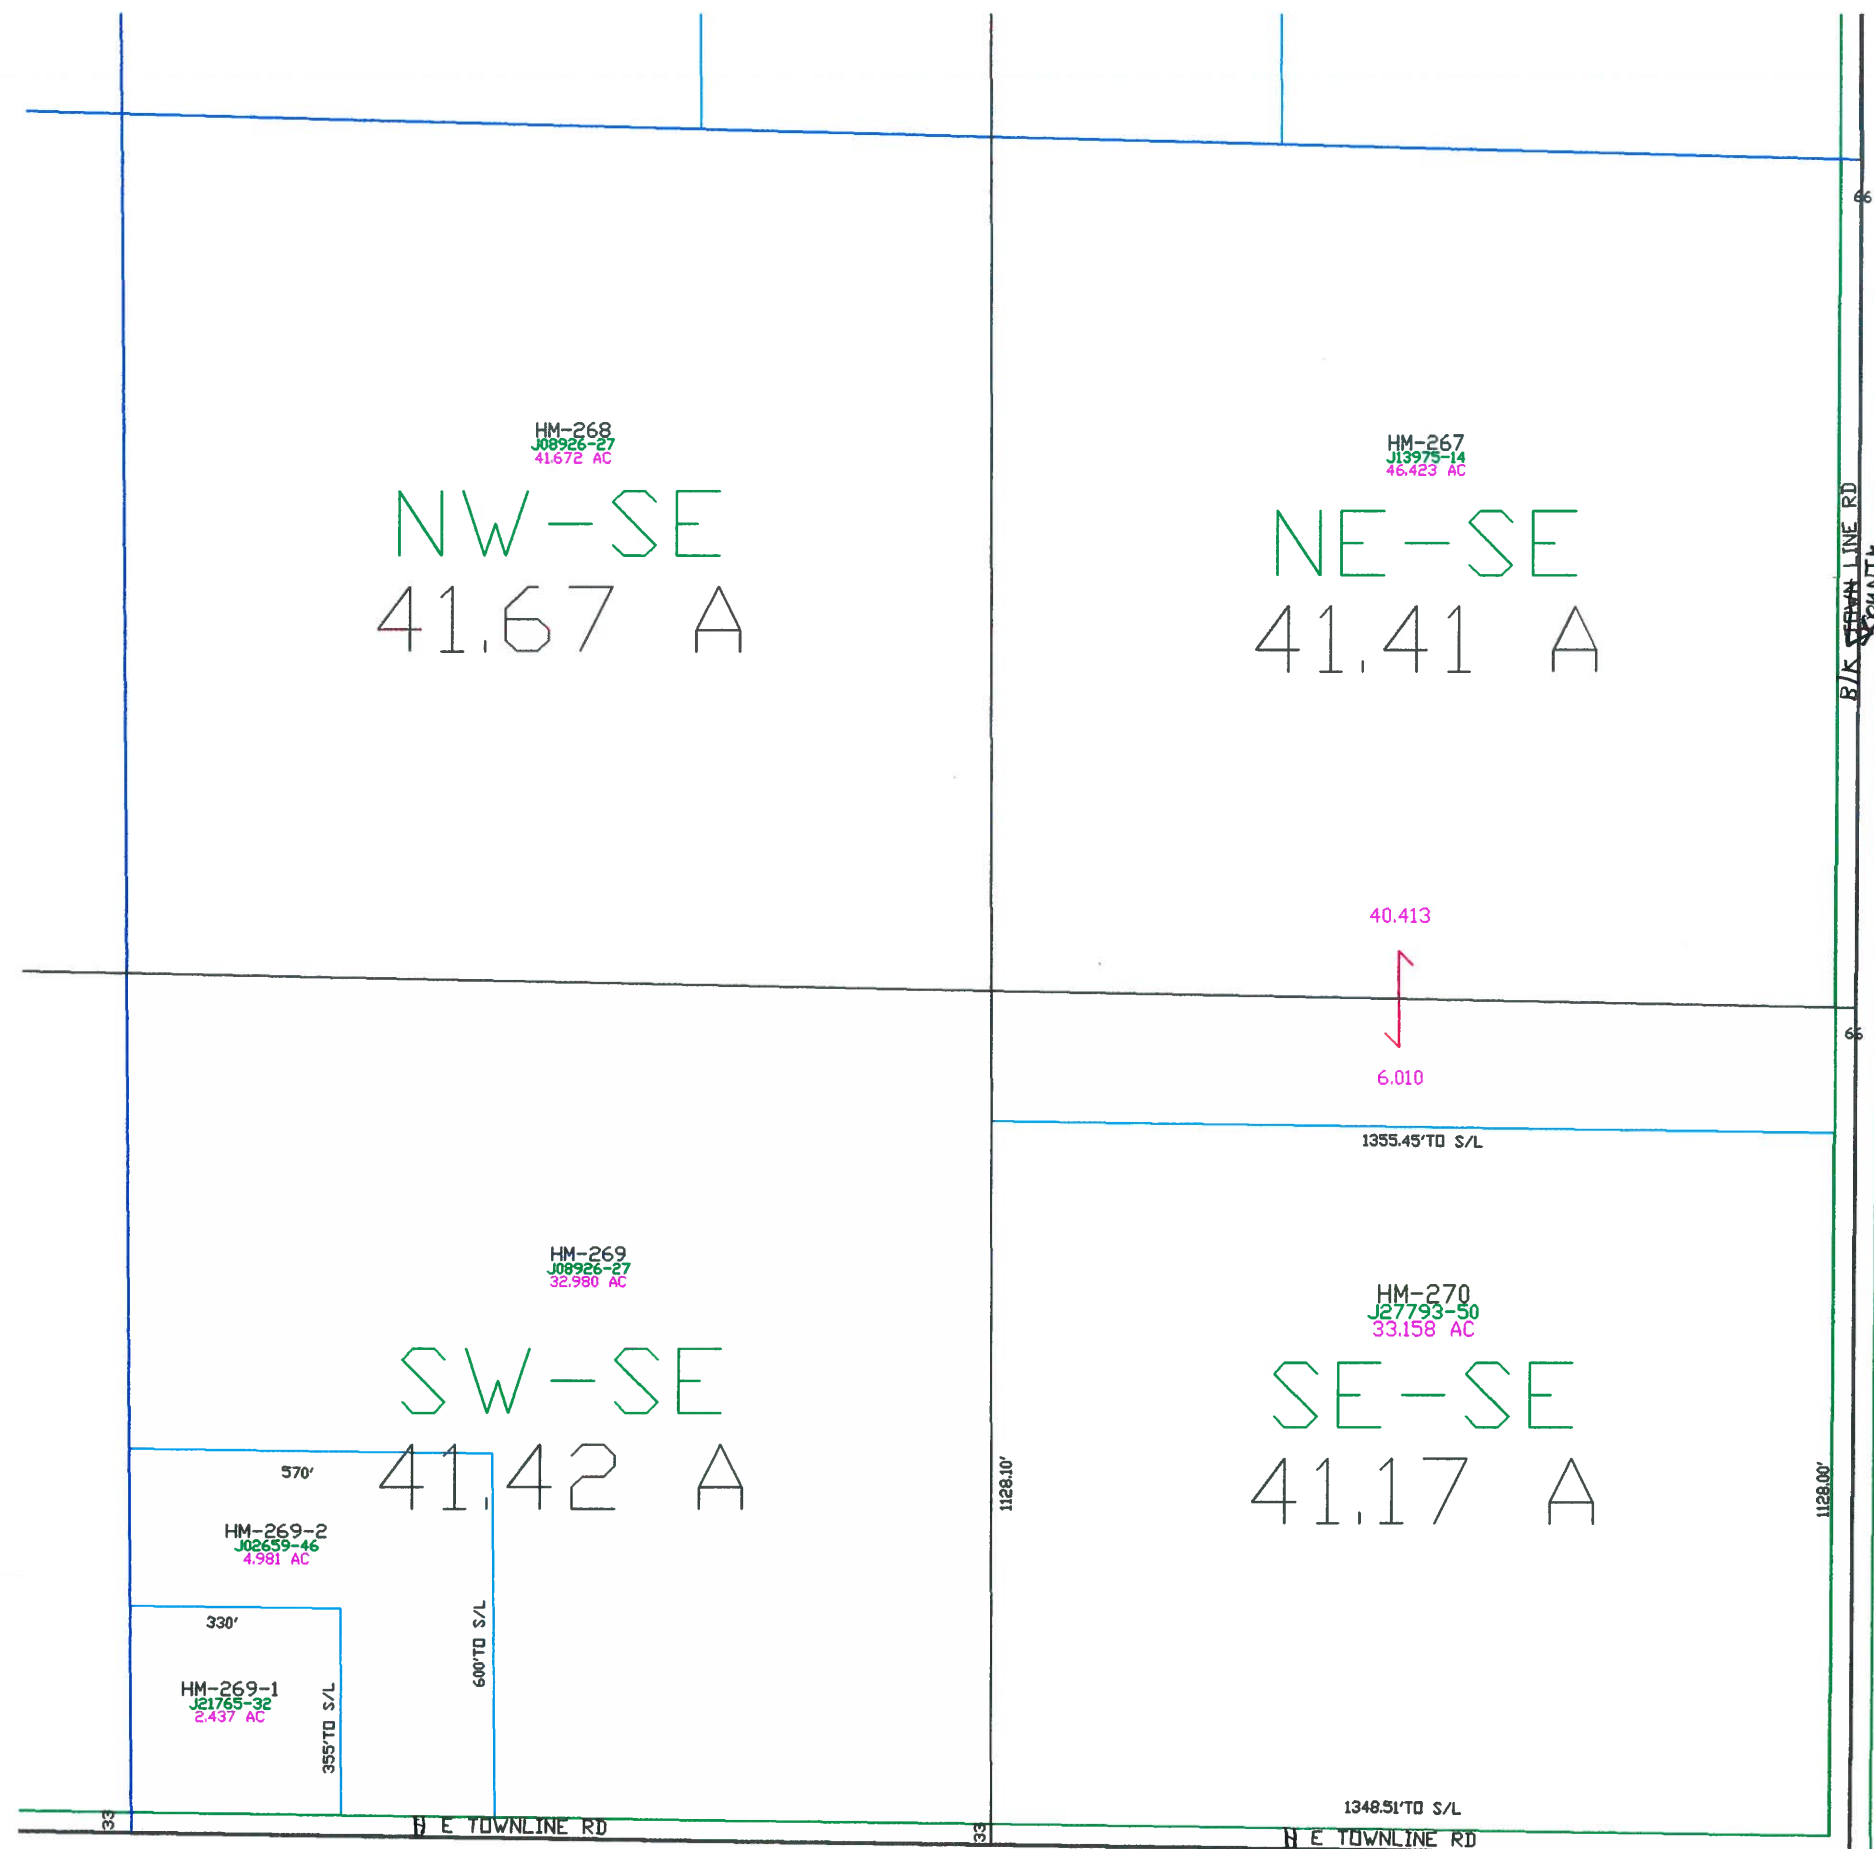 66
HM-268
J08926-27
41.672 AC
NW-SE
41.67 A
HM-267
J13975-14
46.423 AC
NE-SE
41.41 A
B/K TOWN LINE RD
40.413
6.010
66
1355.45'TO S/L
HM-269
J08926-27
32.980 AC
SW-SE
41.42 A
HM-270
J27793-50
33.158 AC
SE-SE
41.17 A
1128.10'
1128.00'
570'
HM-269-2
J02659-46
4.981 AC
600'TO S/L
330'
HM-269-1
J21765-32
2.437 AC
355'TO S/L
1348.51'TO S/L
33
E TOWNLINE RD
33
E TOWNLINE RD